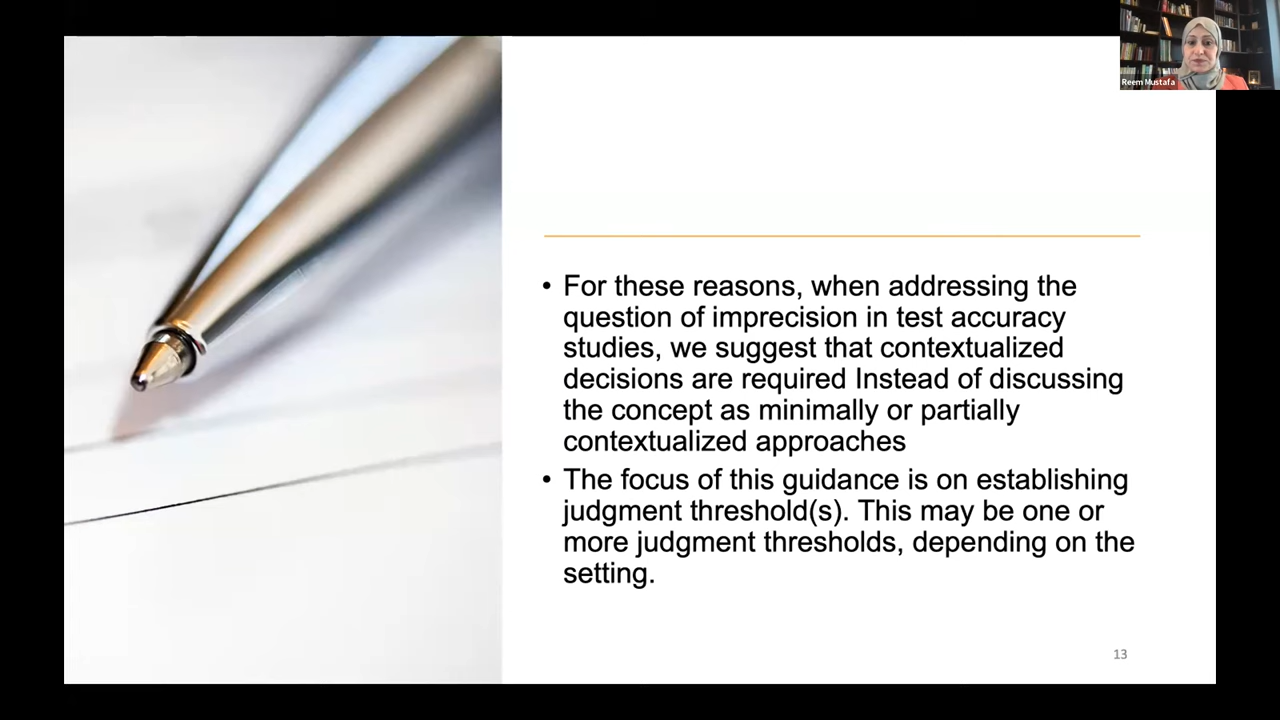 Reem Mustafa
• For these reasons, when addressing the
question of imprecision in test accuracy
studies, we suggest that contextualized
decisions are required Instead of discussing
the concept as minimally or partially
contextualized approaches
• The focus of this guidance is on establishing
judgment threshold(s). This may be one or
more judgment thresholds, depending on the
setting.
13